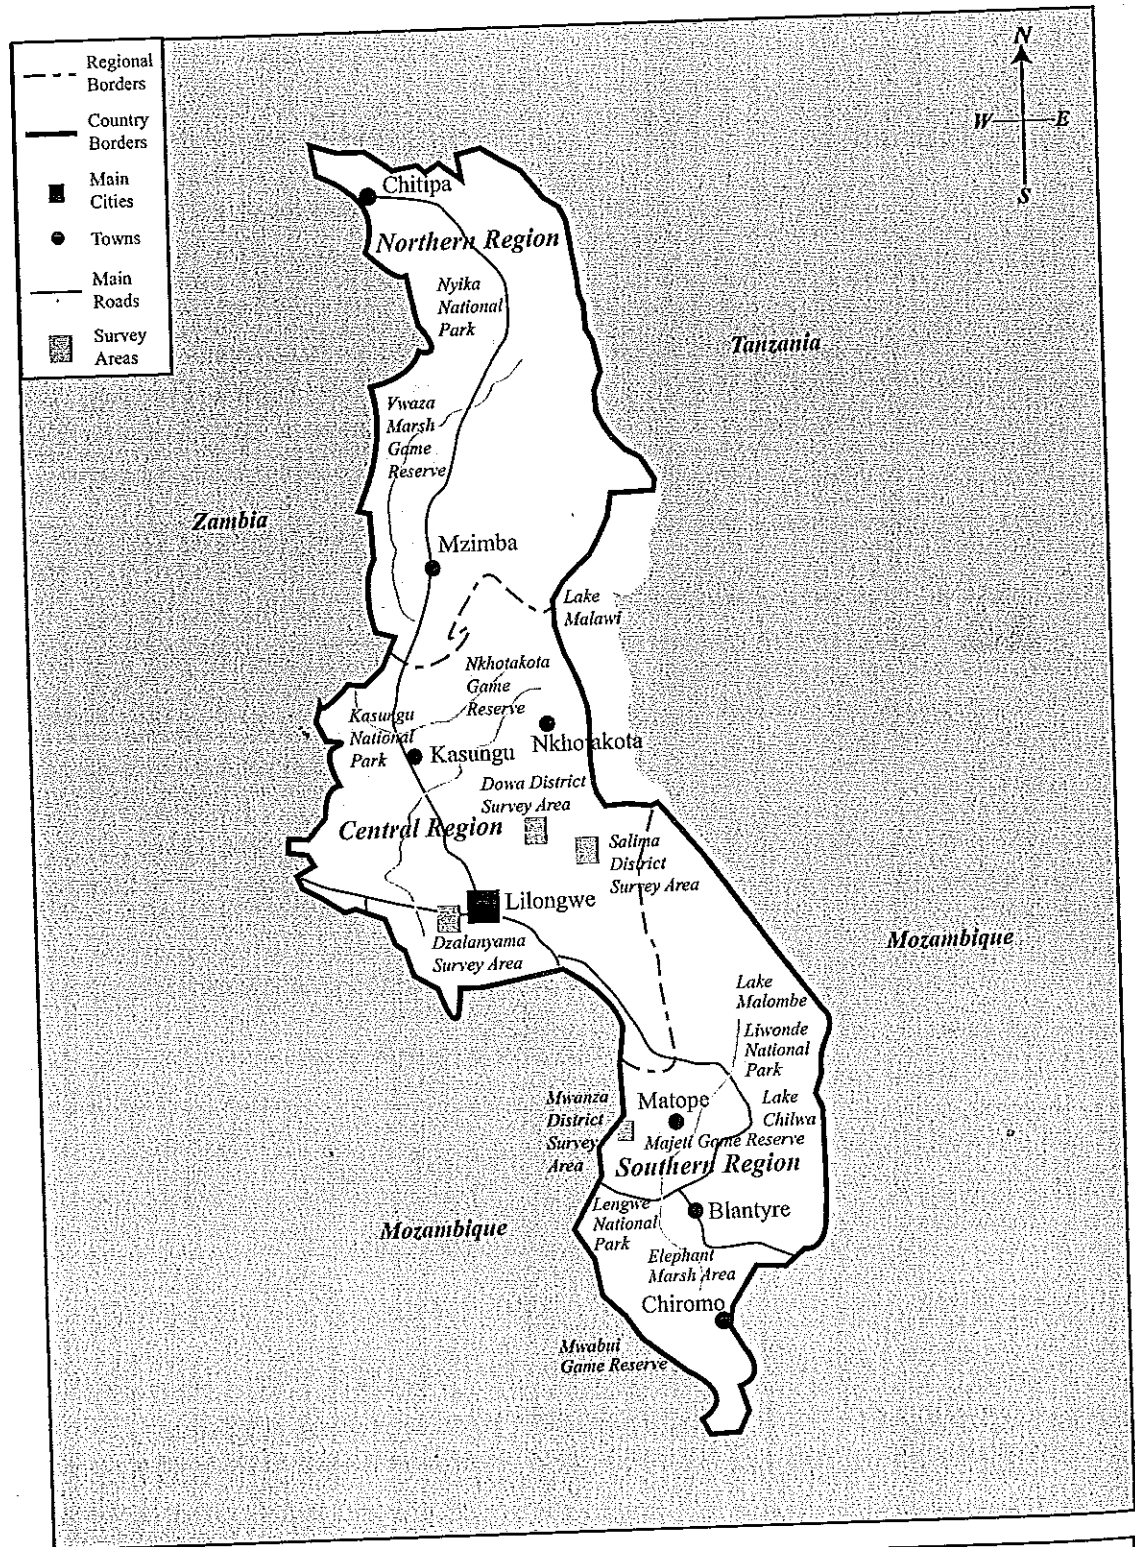 Regional
Borders
Country
Borders
Main
Cities
Towns
Main
Roads
Survey
Areas
N
W
E
S
Chitipa
Northern Region
Nyika
National
Park
Tanzania
Vwaza
Marsh
Game
Reserve
Zambia
Mzimba
Lake
Malawi
Nkhotakota
Game
Reserve
Kasungu
National
Park
Kasungu
Nkhotakota
Dowa District
Survey Area
Central Region
Salima
District
Survey Area
Lilongwe
Dzalanyama
Survey Area
Mozambique
Lake
Malombe
Liwonde
National
Park
Mwanza
District
Survey
Area
Matope
Lake
Chilwa
Majeti Game Reserve
Southern Region
Lengwe
National
Park
Blantyre
Mozambique
Elephant
Marsh Area
Chiromo
Mwabui
Game Reserve